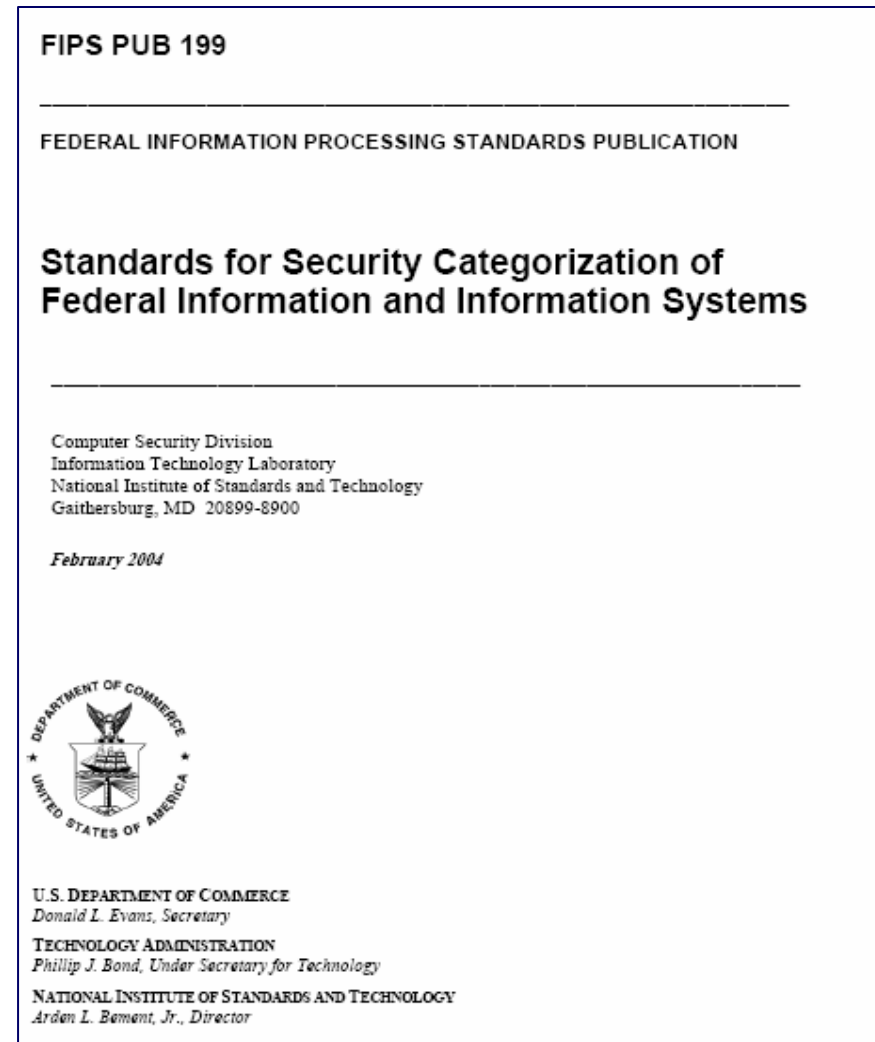 FIPS PUB 199
FEDERAL INFORMATION PROCESSING STANDARDS PUBLICATION
Standards for Security Categorization of
Federal Information and Information Systems
Computer Security Division
Information Technology Laboratory
National Institute of Standards and Technology
Gaithersburg, MD 20899-8900
February 2004
DEPARTMENT OF COMMERCE
UNITED STATES OF AMERICA
U.S. DEPARTMENT OF COMMERCE
Donald L. Evans, Secretary
TECHNOLOGY ADMINISTRATION
Phillip J. Bond, Under Secretary for Technology
NATIONAL INSTITUTE OF STANDARDS AND TECHNOLOGY
Arden L. Bement, Jr., Director